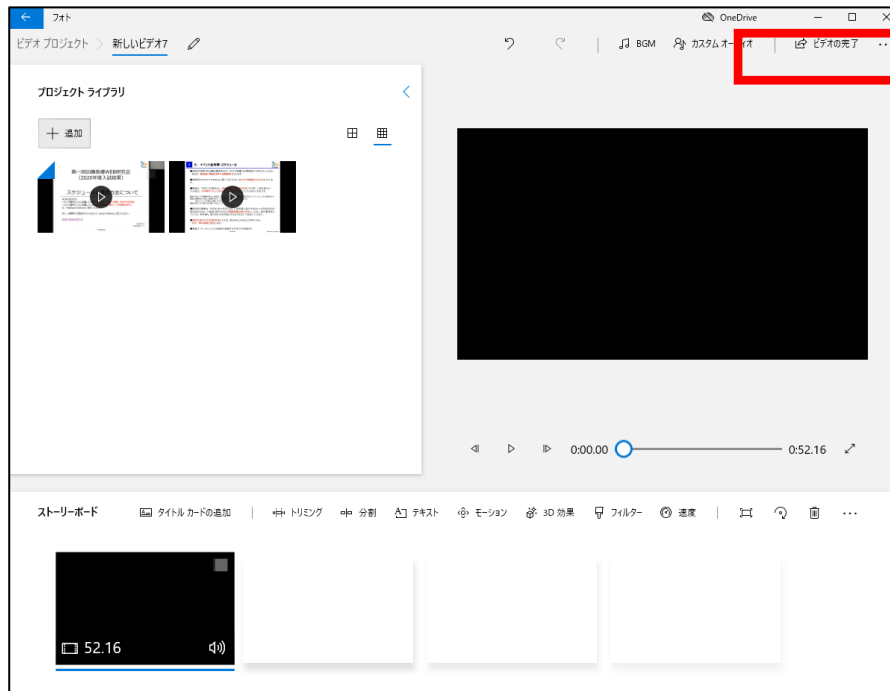 フォト
OneDrive
ビデオ プロジェクト > 新しいビデオ7
BGM
カスタム オーディオ
ビデオの完了
プロジェクト ライブラリ
追加
0:00.00
0:52.16
ストーリーボード
タイトル カードの追加
トリミング
分割
テキスト
モーション
3D 効果
フィルター
速度
52.16